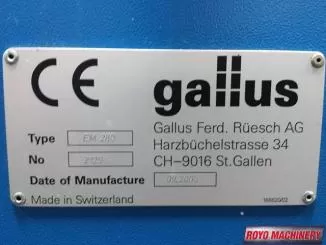 CE
gallus
Type EM 280
Gallus Ferd. Rüesch AG
Harzbüchelstrasse 34
No
CH-9016 St.Gallen
Date of Manufacture
Made in Switzerland
ROYO MACHINERY